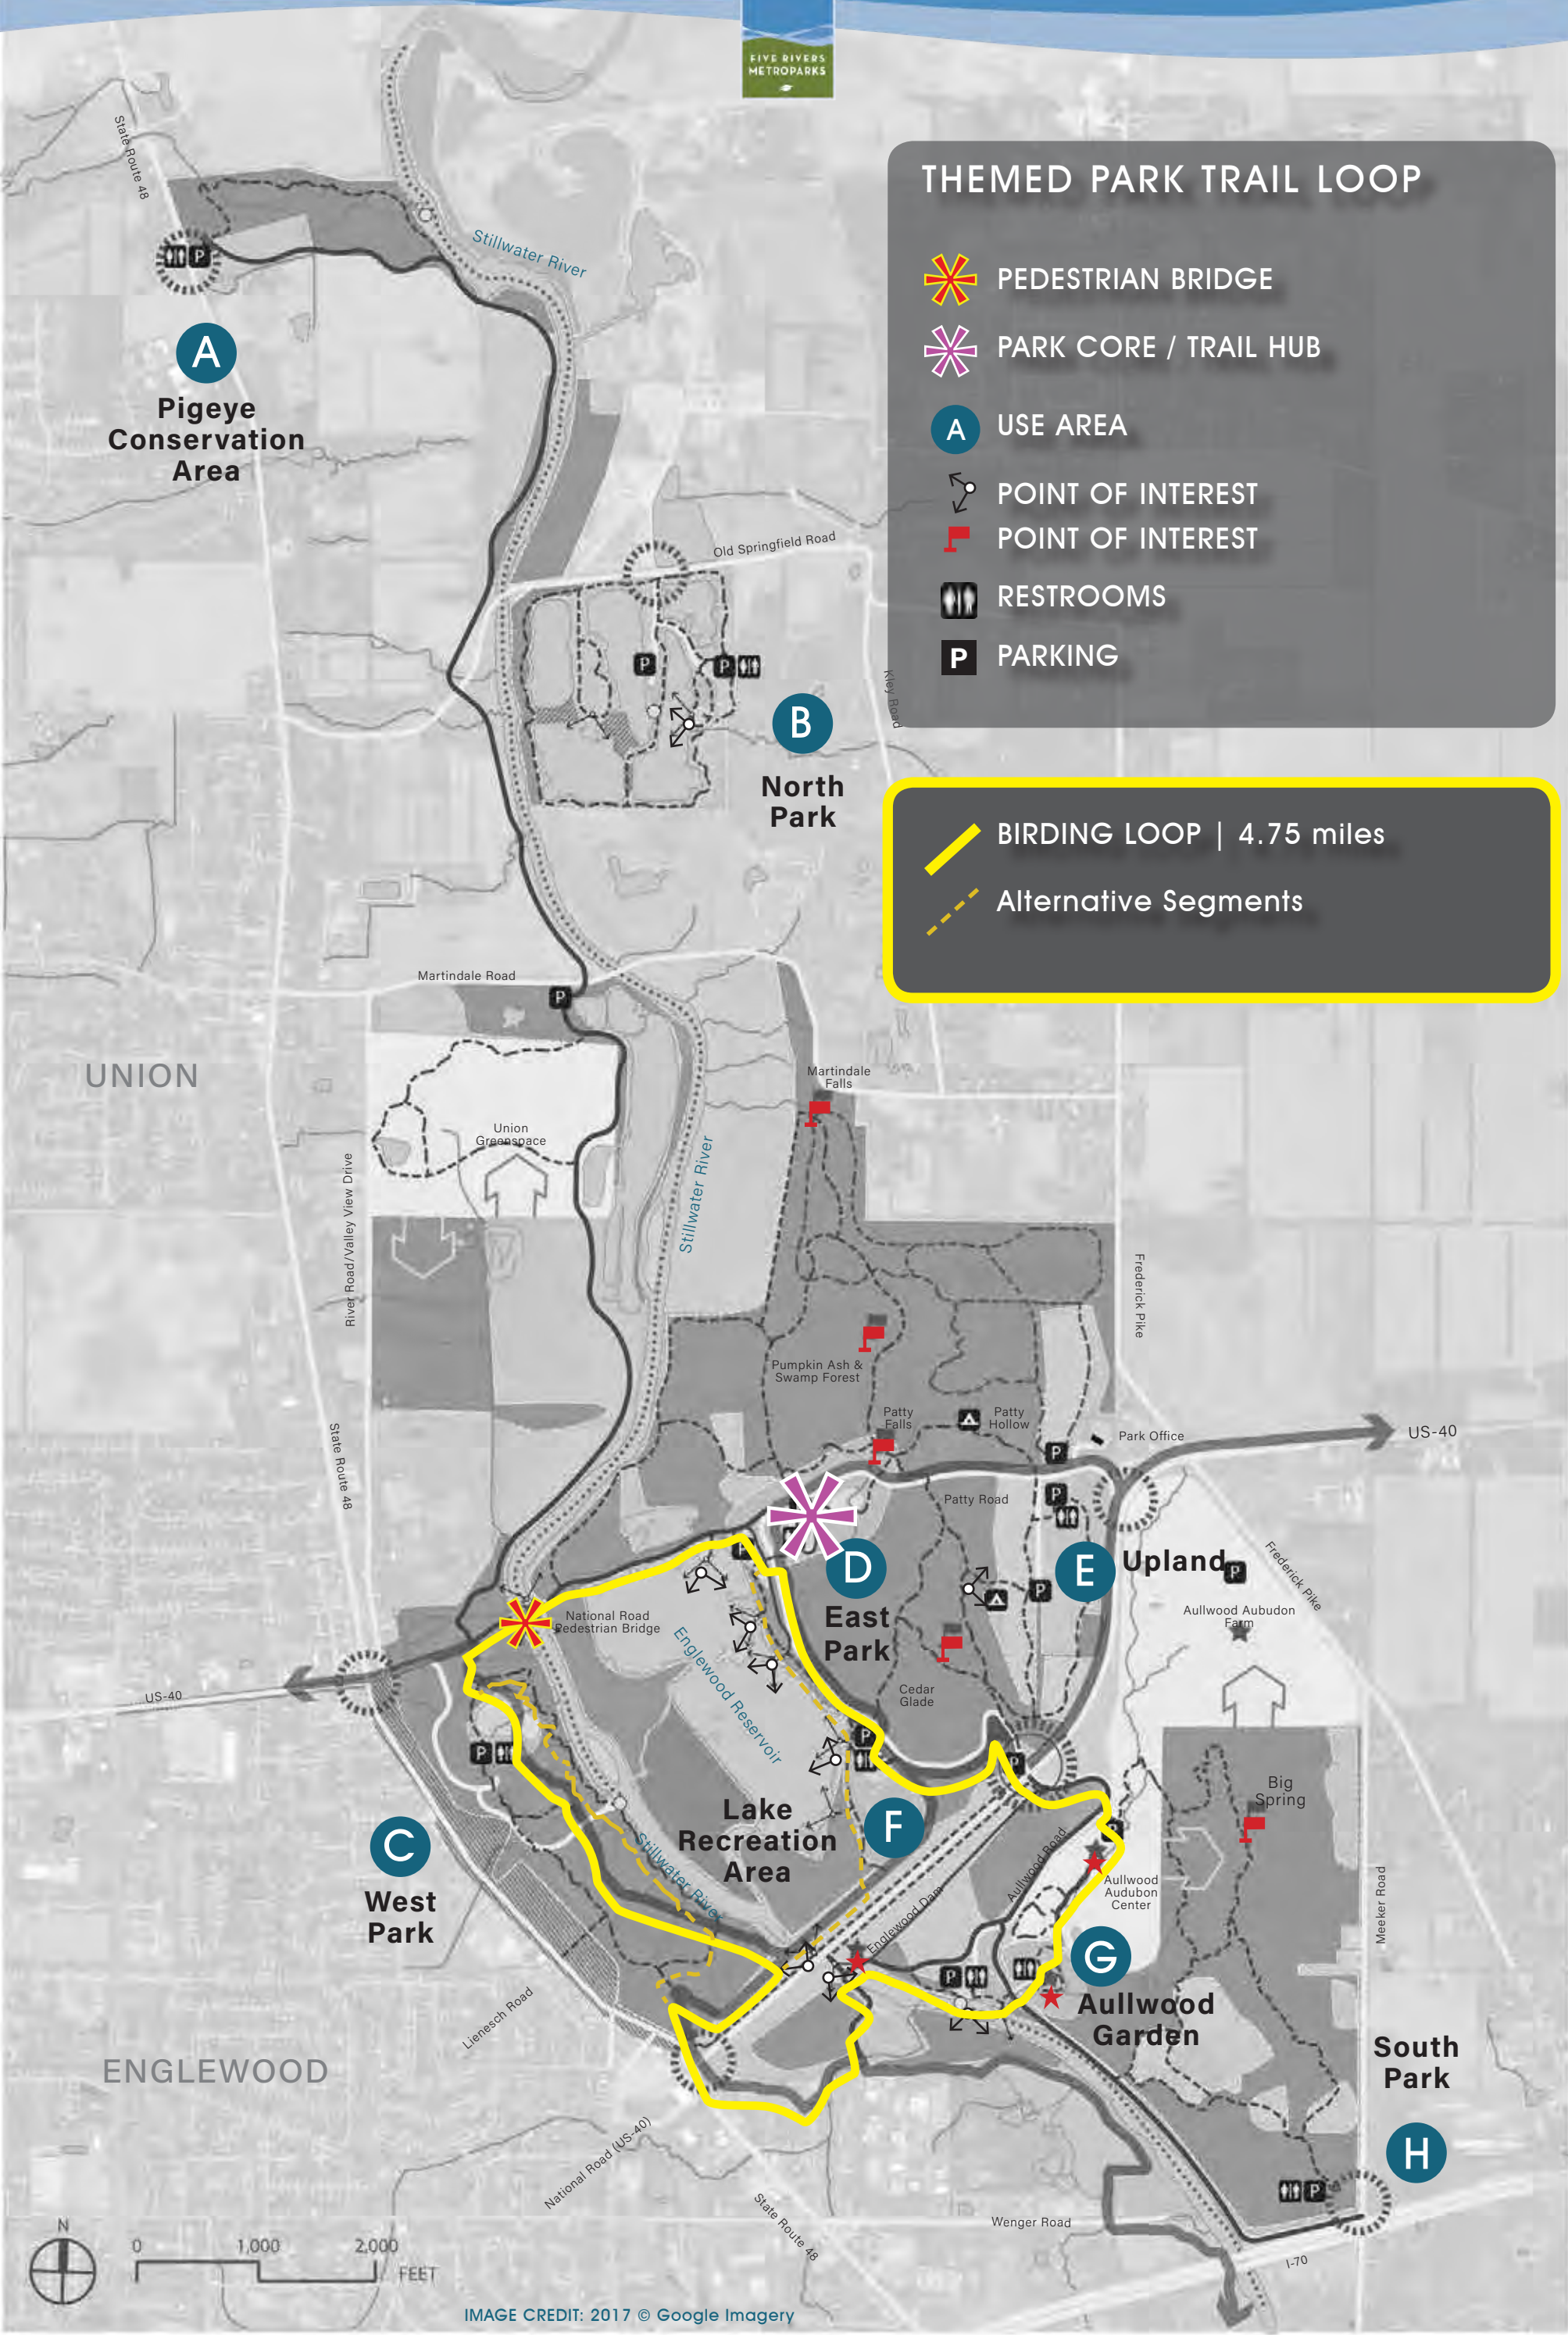 FIVE RIVERS
METROPARKS
THEMED PARK TRAIL LOOP
PEDESTRIAN BRIDGE
PARK CORE / TRAIL HUB
A
USE AREA
POINT OF INTEREST
POINT OF INTEREST
RESTROOMS
P
PARKING
BIRDING LOOP | 4.75 miles
Alternative Segments
State Route 48
Stillwater River
P
A
Pigeye
Conservation
Area
Old Springfield Road
Kley Road
P
P
B
North
Park
Martindale Road
P
UNION
Martindale
Falls
Union
Greenspace
River Road/Valley View Drive
Stillwater River
Frederick Pike
Pumpkin Ash &
Swamp Forest
Patty
Falls
Patty
Hollow
Park Office
US-40
State Route 48
P
Patty Road
P
P
D
East
Park
E
Upland
P
P
Frederick Pike
Aullwood Aubudon
Farm
National Road
Pedestrian Bridge
Englewood Reservoir
Cedar
Glade
US-40
P
P
P
Big
Spring
Lake
Recreation
Area
F
C
West
Park
Stillwater River
Aullwood Road
P
Aullwood
Audubon
Center
Englewood Dam
Meeker Road
G
P
Aullwood
Garden
Lienesch Road
ENGLEWOOD
South
Park
H
P
National Road (US-40)
State Route 48
Wenger Road
I-70
N
0
1,000
2,000
FEET
IMAGE CREDIT: 2017 © Google Imagery